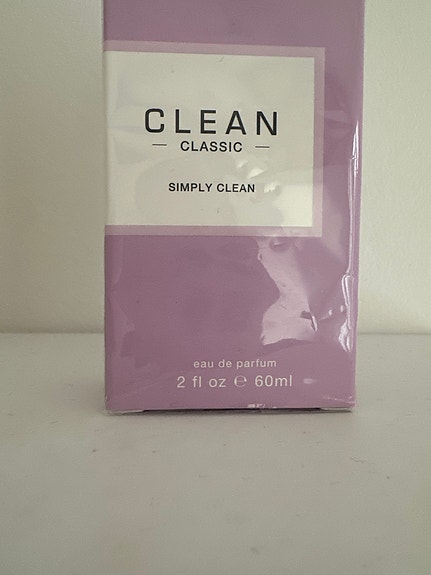 CLEAN
— CLASSIC —
SIMPLY CLEAN
eau de parfum
2 fl oz ℮ 60ml